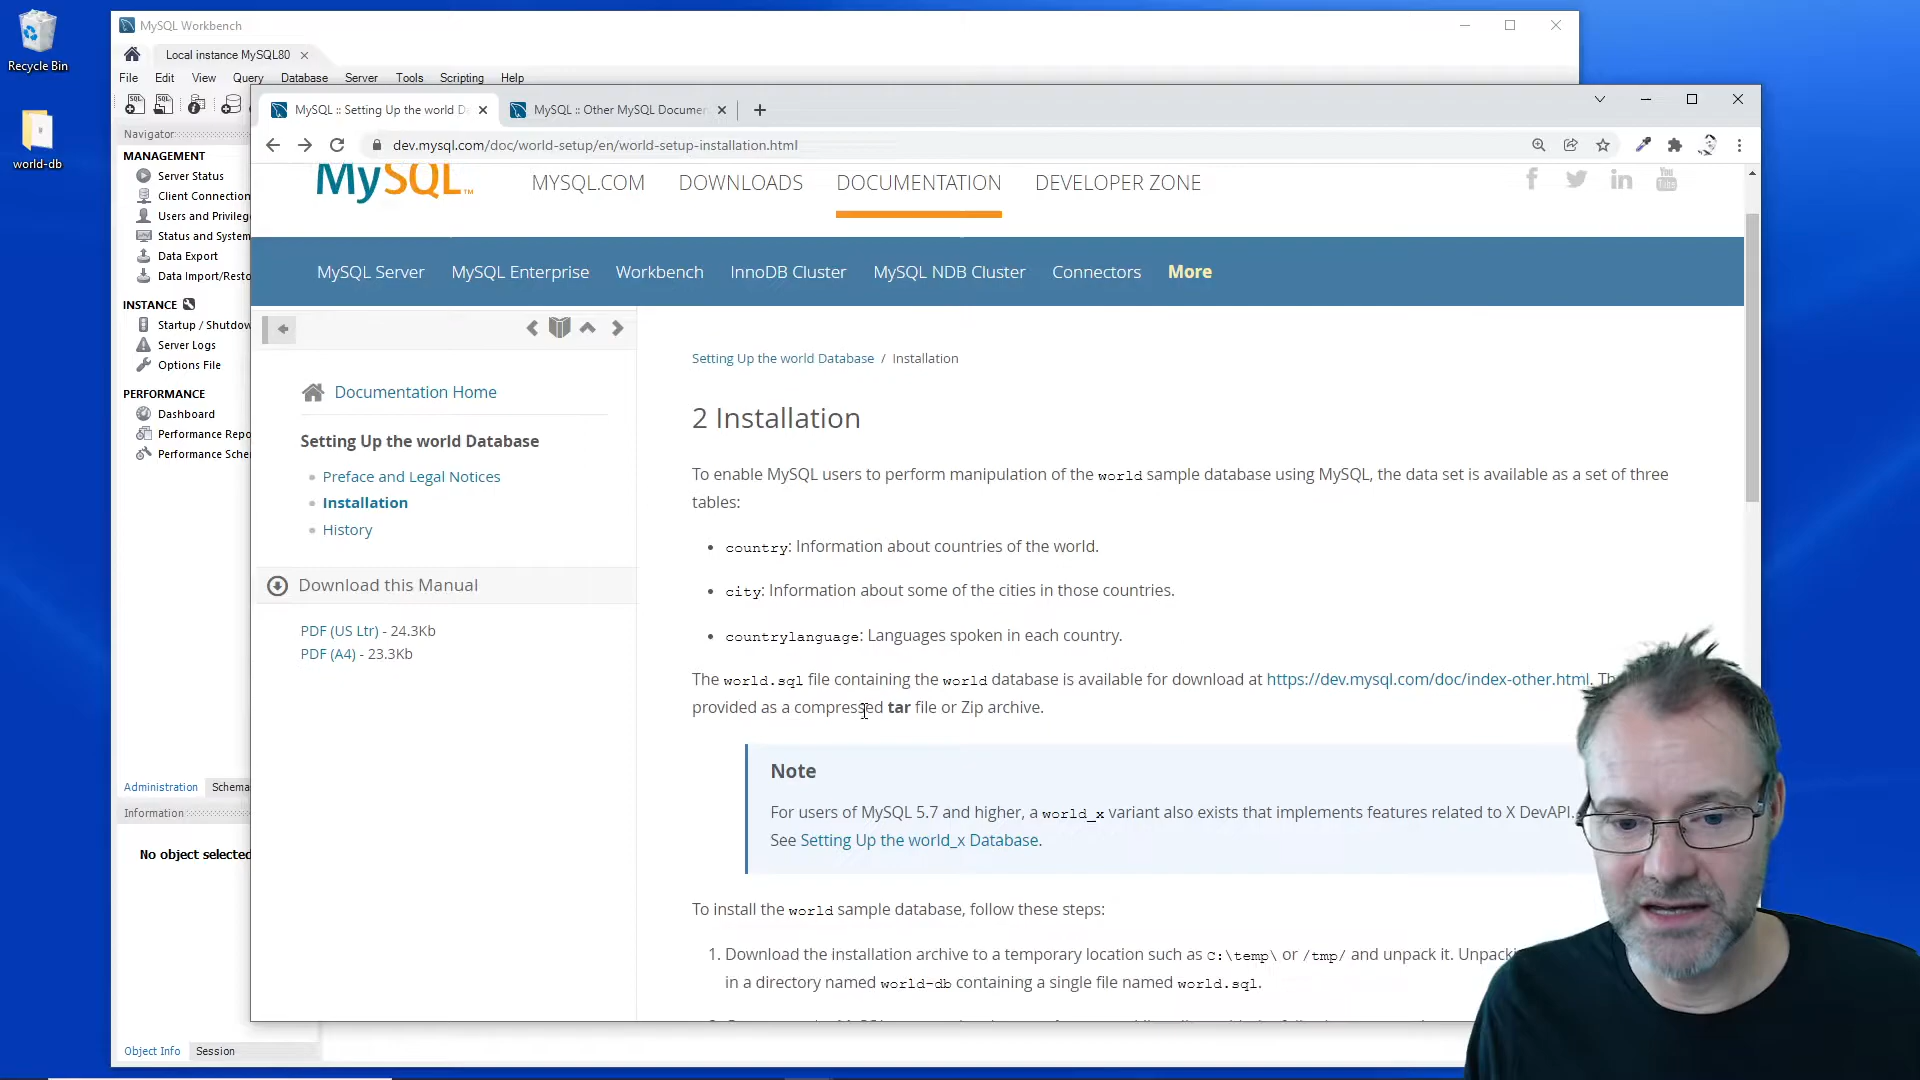 MySQL Workbench
Recycle Bin
Local instance MySQL80
File Edit View Query Database Server Tools Scripting Help
world-db
Navigator
MANAGEMENT
Server Status
Client Connection
Users and Privileg
Status and System
Data Export
Data Import/Resto
INSTANCE
Startup / Shutdow
Server Logs
Options File
PERFORMANCE
Dashboard
Performance Repo
Performance Sche
Administration Schema
Information
No object selected
Object Info Session
MySQL :: Setting Up the world D
MySQL :: Other MySQL Documen
dev.mysql.com/doc/world-setup/en/world-setup-installation.html
MySQL™
MYSQL.COM DOWNLOADS DOCUMENTATION DEVELOPER ZONE
You Tube
MySQL Server MySQL Enterprise Workbench InnoDB Cluster MySQL NDB Cluster Connectors More
Documentation Home
Setting Up the world Database
Preface and Legal Notices
Installation
History
Download this Manual
PDF (US Ltr) - 24.3Kb
PDF (A4) - 23.3Kb
Setting Up the world Database / Installation
2 Installation
To enable MySQL users to perform manipulation of the world sample database using MySQL, the data set is available as a set of three
tables:
• country: Information about countries of the world.
• city: Information about some of the cities in those countries.
• countrylanguage: Languages spoken in each country.
The world.sql file containing the world database is available for download at https://dev.mysql.com/doc/index-other.html.
provided as a compressed tar file or Zip archive.
Note
For users of MySQL 5.7 and higher, a world_x variant also exists that implements features related to X DevAPI.
See Setting Up the world_x Database.
To install the world sample database, follow these steps:
1. Download the installation archive to a temporary location such as C:\temp\ or /tmp/ and unpack it.
in a directory named world-db containing a single file named world.sql.